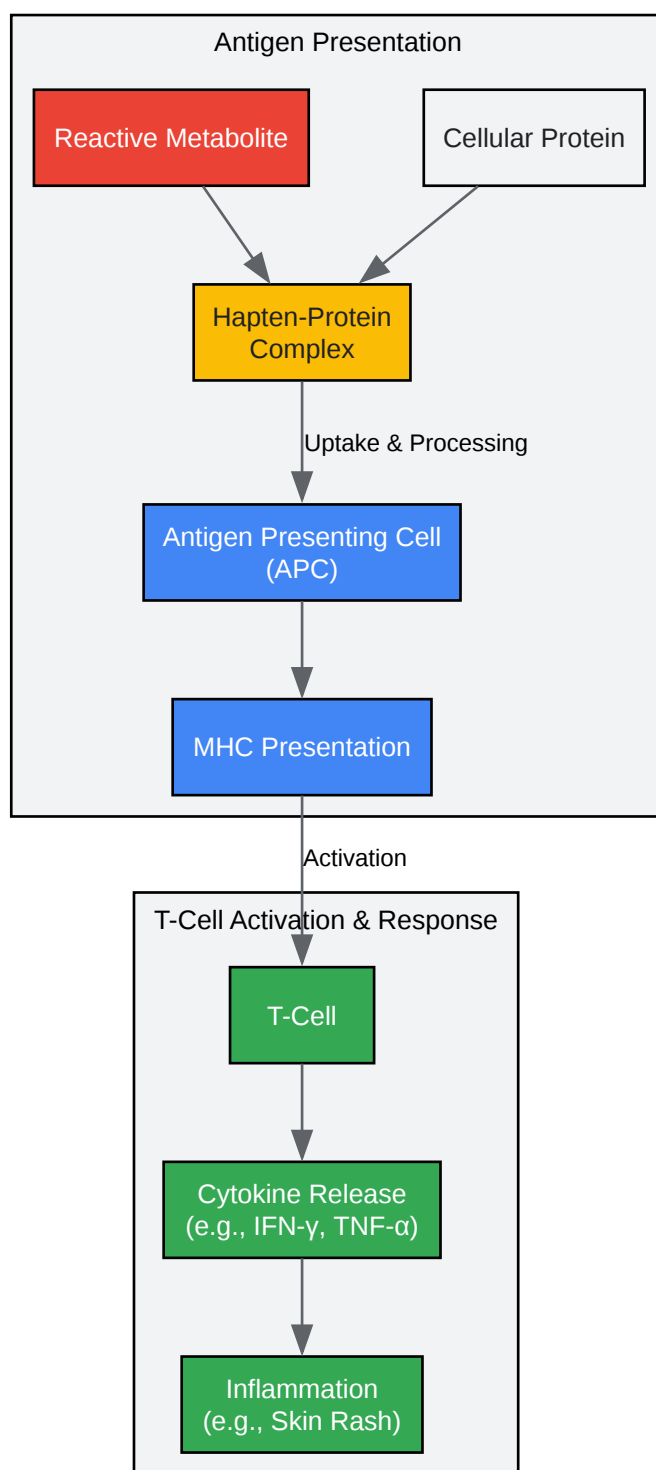 Antigen Presentation
Reactive Metabolite
Cellular Protein
Hapten-Protein
Complex
Uptake & Processing
Antigen Presenting Cell
(APC)
MHC Presentation
Activation
T-Cell Activation & Response
T-Cell
Cytokine Release
(e.g., IFN-γ, TNF-α)
Inflammation
(e.g., Skin Rash)